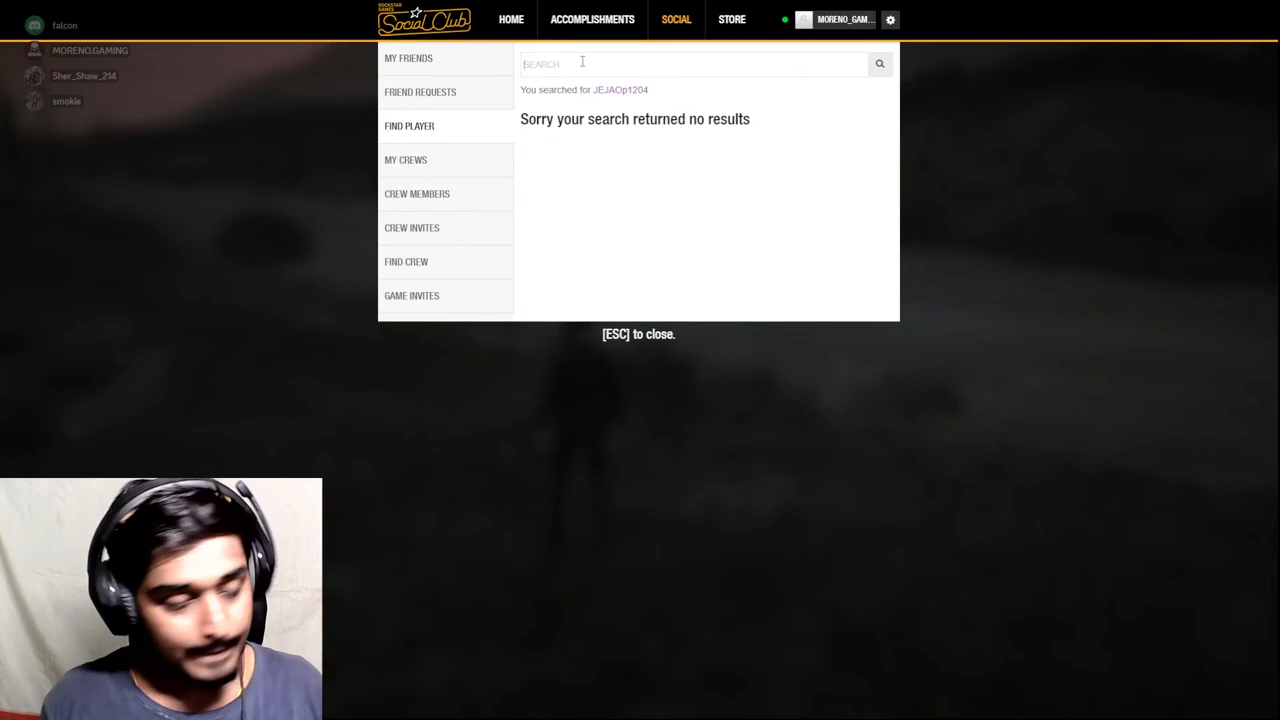 falcon
MORENO.GAMING
Sher_Shaw_214
smokie
ROCKSTAR GAMES
Social Club
HOME
ACCOMPLISHMENTS
SOCIAL
STORE
MORENO_GAM...
MY FRIENDS
FRIEND REQUESTS
FIND PLAYER
MY CREWS
CREW MEMBERS
CREW INVITES
FIND CREW
GAME INVITES
SEARCH
You searched for JEJAOp1204
Sorry your search returned no results
[ESC] to close.